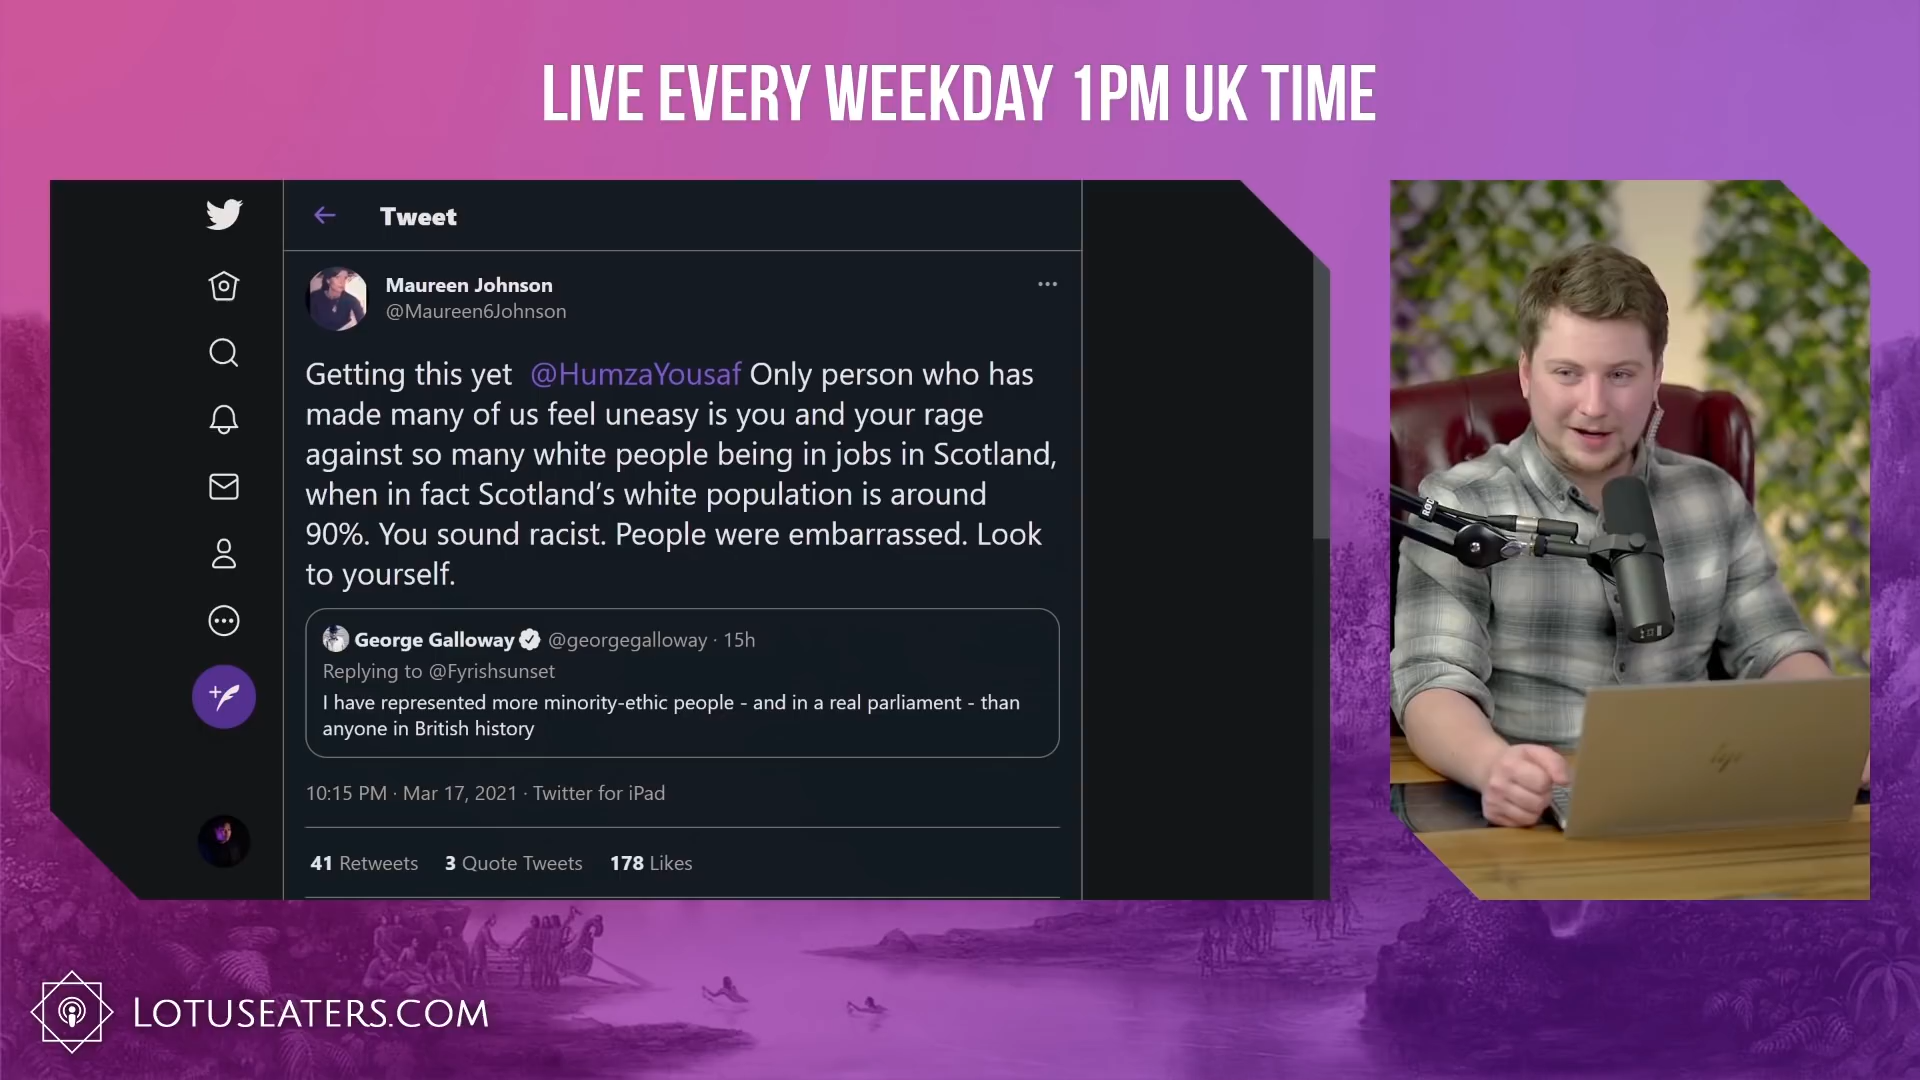 LIVE EVERY WEEKDAY 1PM UK TIME
Tweet
Maureen Johnson
@Maureen6Johnson
Getting this yet @HumzaYousaf Only person who has
made many of us feel uneasy is you and your rage
against so many white people being in jobs in Scotland,
when in fact Scotland's white population is around
90%. You sound racist. People were embarrassed. Look
to yourself.
George Galloway @georgegalloway · 15h
Replying to @Fyrishsunset
I have represented more minority-ethic people - and in a real parliament - than
anyone in British history
10:15 PM · Mar 17, 2021 · Twitter for iPad
41 Retweets 3 Quote Tweets 178 Likes
RODE
hp
LOTUSEATERS.COM